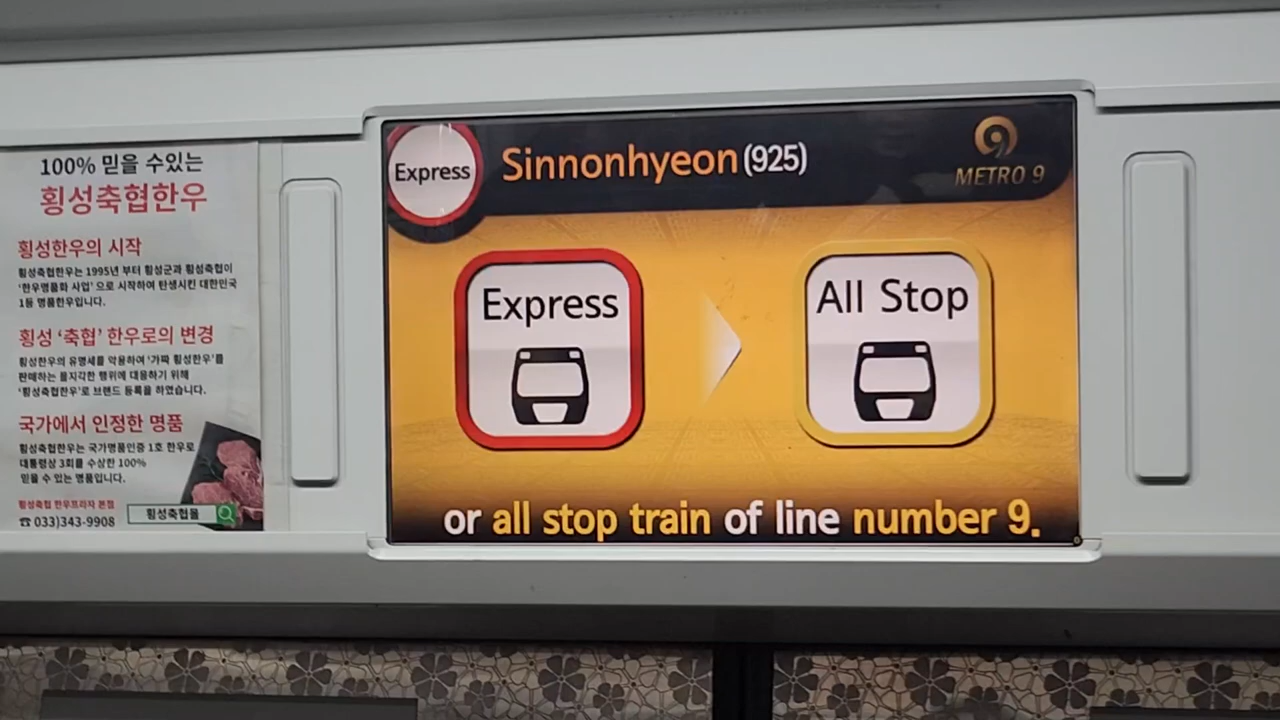 100% 믿을 수있는
횡성축협한우
횡성한우의 시작
횡성축협한우는 1995년 부터 횡성군과 횡성축협이
'한우명품화 사업' 으로 시작하여 탄생시킨 대한민국
1등 명품한우입니다.
횡성 '축협' 한우로의 변경
횡성한우의 유명세를 악용하여 '가짜 횡성한우'를
판매하는 몰지각한 행위에 대응하기 위해
'횡성축협한우'로 브랜드 등록을 하였습니다.
국가에서 인정한 명품
횡성축협한우는 국가명품인증 1호 한우로
대통령상 3회를 수상한 100%
믿을 수 있는 명품입니다.
횡성축협 한우프라자 본점
☎ 033)343-9908
횡성축협몰
Express
Sinnonhyeon (925)
METRO 9
Express
All Stop
or all stop train of line number 9.